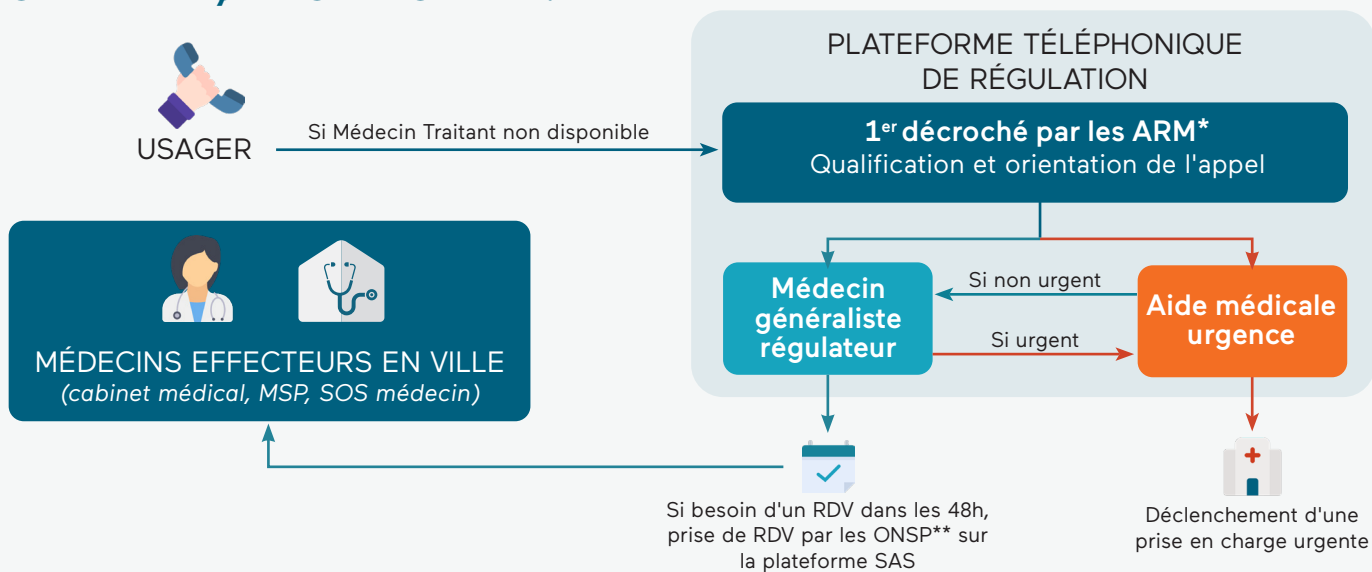 PLATEFORME TÉLÉPHONIQUE
DE RÉGULATION
USAGER
Si Médecin Traitant non disponible
1er décroché par les ARM*
Qualification et orientation de l'appel
MÉDECINS EFFECTEURS EN VILLE
(cabinet médical, MSP, SOS médecin)
Médecin
généraliste
régulateur
Si non urgent
Si urgent
Aide médicale
urgence
Si besoin d'un RDV dans les 48h,
prise de RDV par les ONSP** sur
la plateforme SAS
Déclenchement d'une
prise en charge urgente